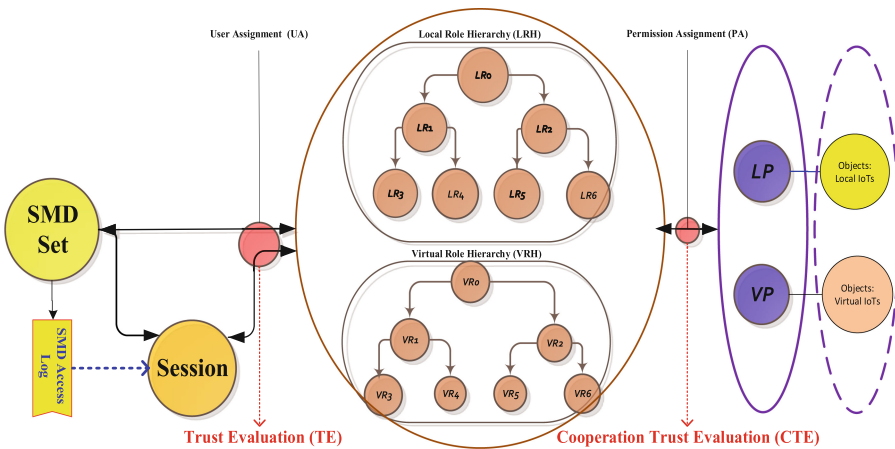 User Assignment (UA)
Local Role Hierarchy (LRH)
Permission Assignment (PA)
LR0
LR1
LR2
LR3
LR4
LR5
LR6
SMD
Set
LP
Objects:
Local IoTs
Virtual Role Hierarchy (VRH)
VR0
VR1
VR2
VR3
VR4
VR5
VR6
VP
Objects:
Virtual IoTs
SMD Access
Log
Session
Trust Evaluation (TE)
Cooperation Trust Evaluation (CTE)